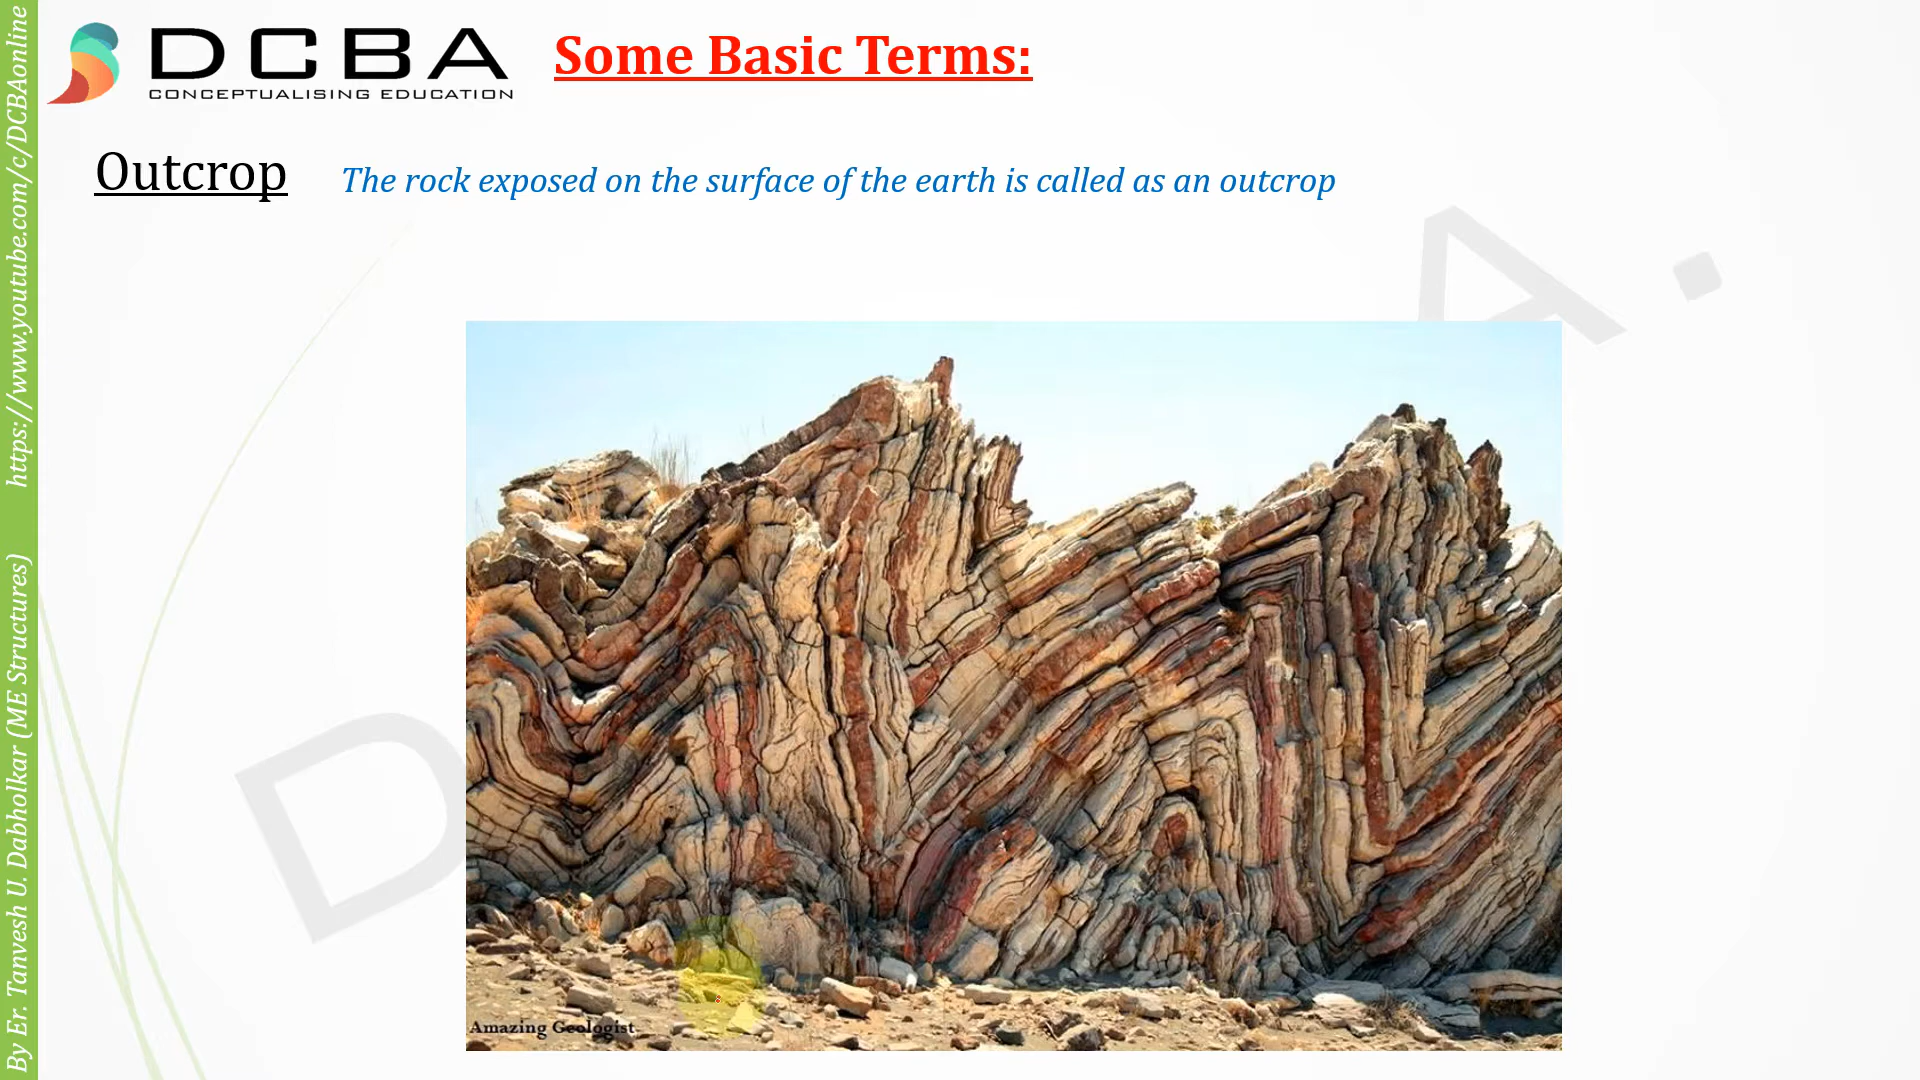 DCBA
CONCEPTUALISING EDUCATION
Some Basic Terms:
Outcrop
The rock exposed on the surface of the earth is called as an outcrop
By Er. Tanvesh U. Dabholkar (ME Structures) https://www.youtube.com/c/DCBAonline
D
A.
Amazing Geologist